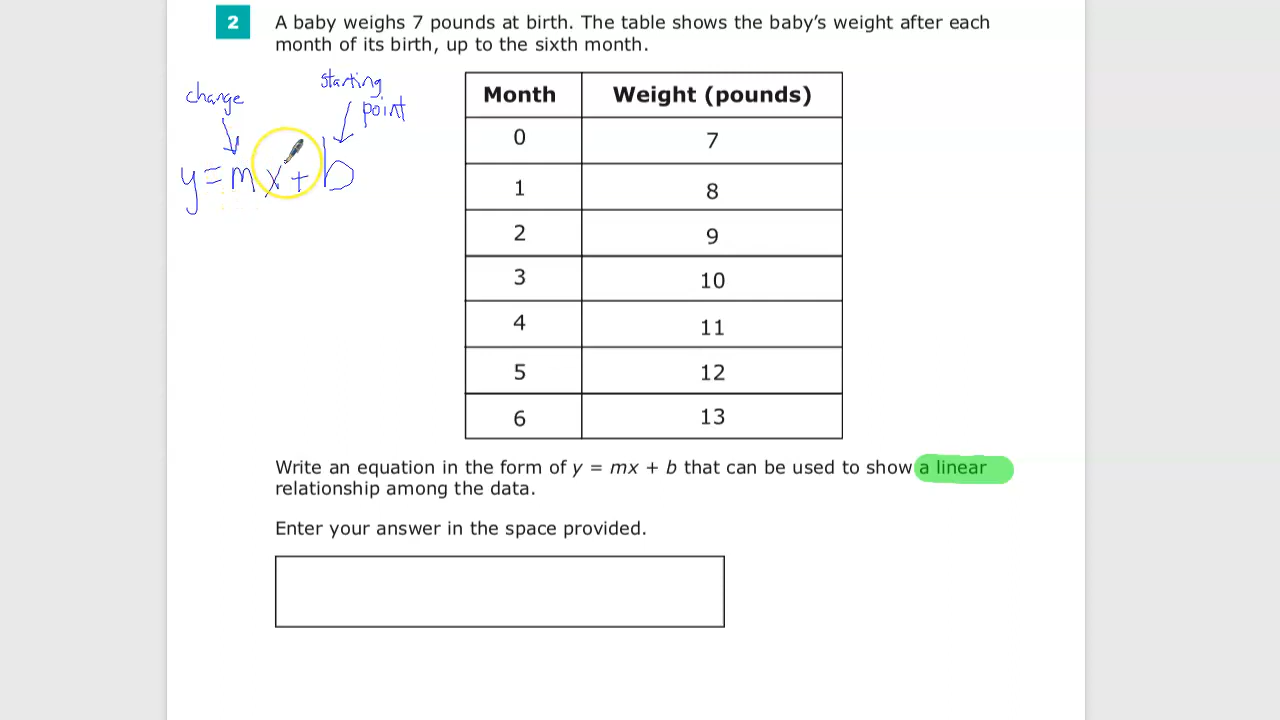 2
A baby weighs 7 pounds at birth. The table shows the baby's weight after each
month of its birth, up to the sixth month.
change
starting
point
y=mx+b
Month Weight (pounds)
0 7
1 8
2 9
3 10
4 11
5 12
6 13
Write an equation in the form of y = mx + b that can be used to show a linear
relationship among the data.
Enter your answer in the space provided.